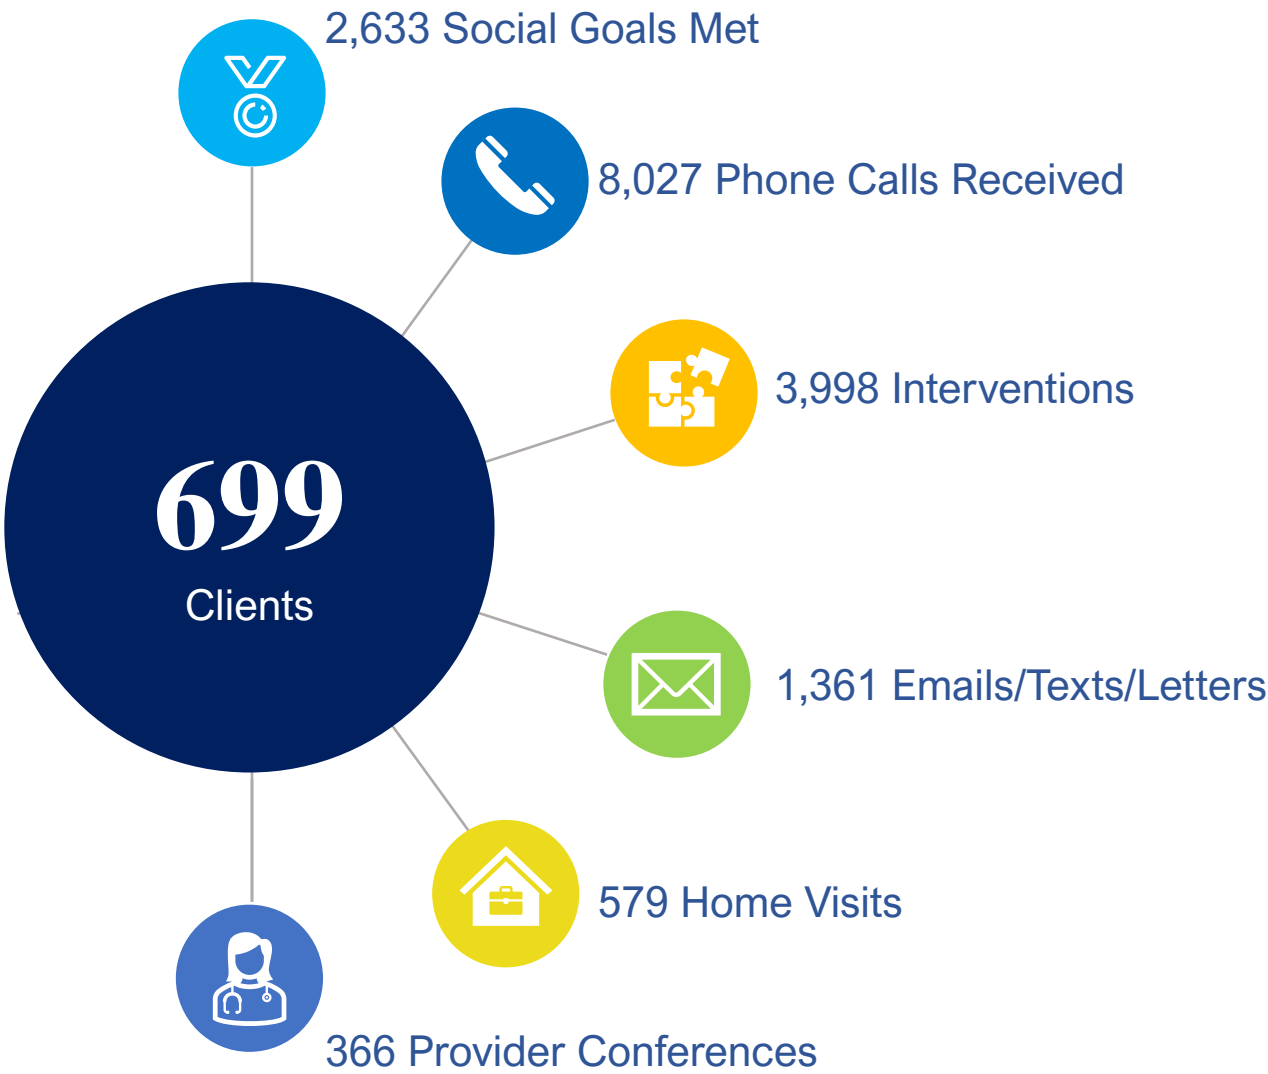 2,633 Social Goals Met
8,027 Phone Calls Received
3,998 Interventions
699
Clients
1,361 Emails/Texts/Letters
579 Home Visits
366 Provider Conferences